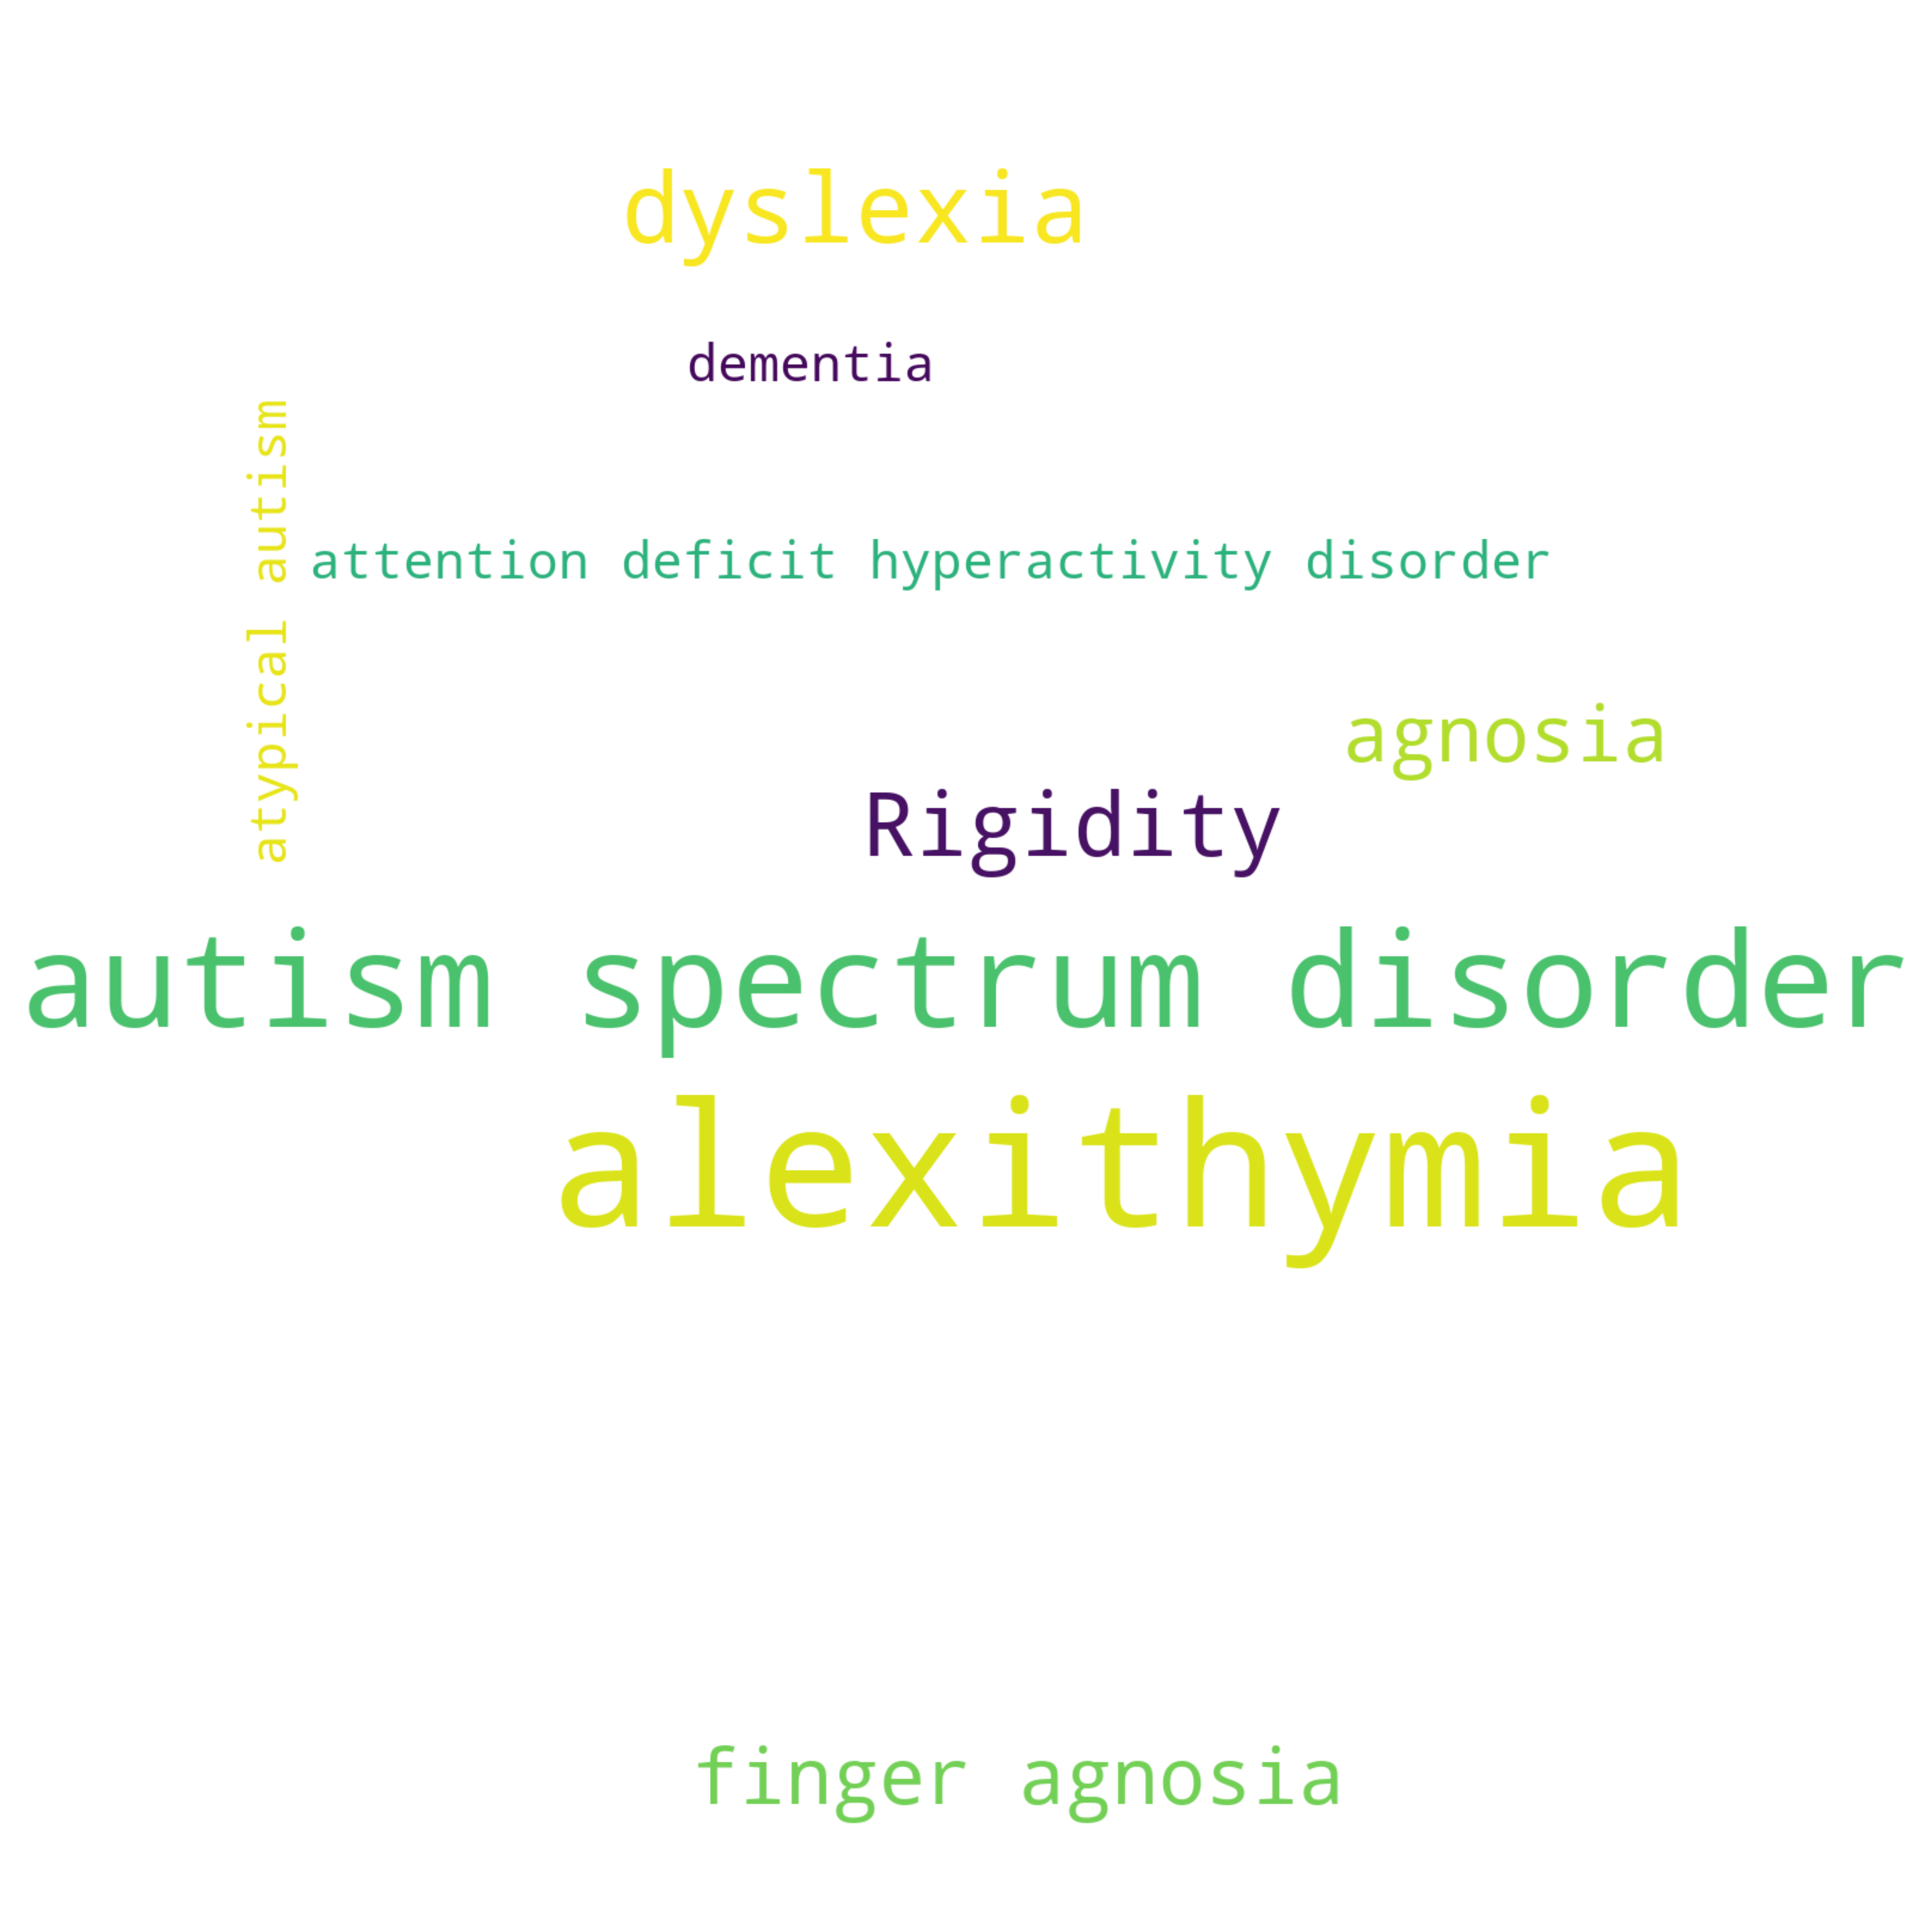 dyslexia
dementia
atypical autism
attention deficit hyperactivity disorder
agnosia
Rigidity
autism spectrum disorder
alexithymia
finger agnosia